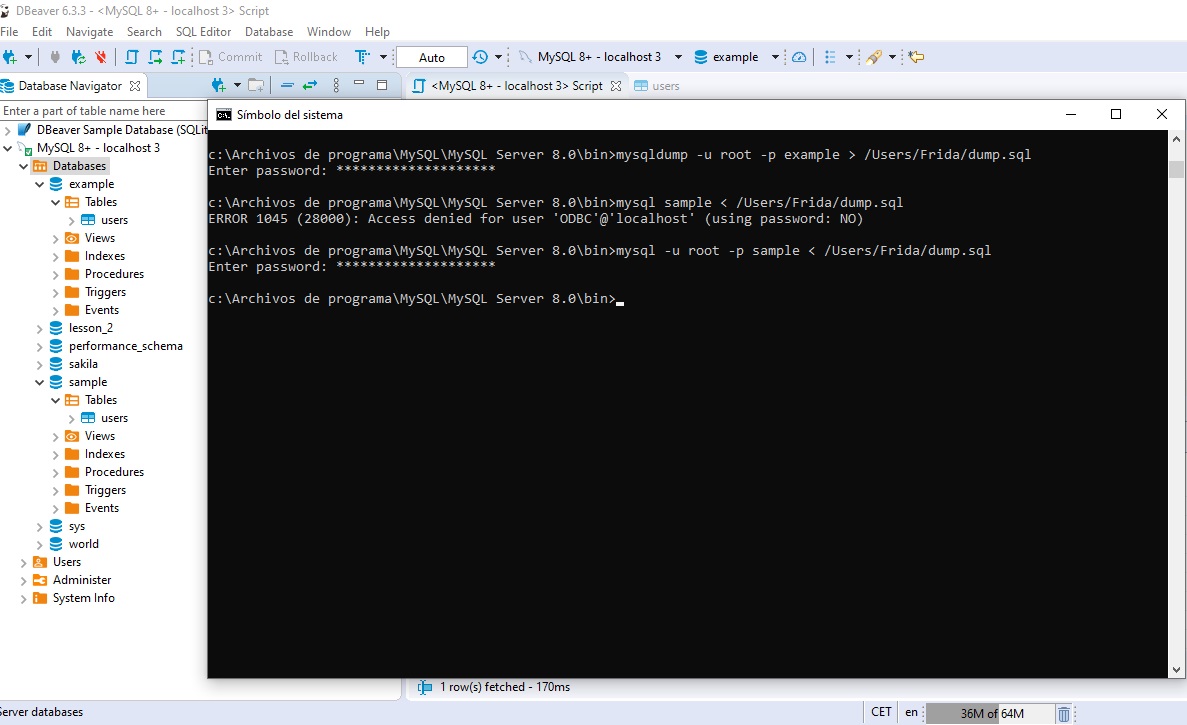 DBeaver 6.3.3 - <MySQL 8+ - localhost 3> Script
File Edit Navigate Search SQL Editor Database Window Help
Commit Rollback Auto MySQL 8+ - localhost 3 example
Database Navigator <MySQL 8+ - localhost 3> Script users
Enter a part of table name here
DBeaver Sample Database (SQLit
MySQL 8+ - localhost 3
Databases
example
Tables
users
Views
Indexes
Procedures
Triggers
Events
lesson_2
performance_schema
sakila
sample
Tables
users
Views
Indexes
Procedures
Triggers
Events
sys
world
Users
Administer
System Info
Símbolo del sistema
c:\Archivos de programa\MySQL\MySQL Server 8.0\bin>mysqldump -u root -p example > /Users/Frida/dump.sql
Enter password: ********************
c:\Archivos de programa\MySQL\MySQL Server 8.0\bin>mysql sample < /Users/Frida/dump.sql
ERROR 1045 (28000): Access denied for user 'ODBC'@'localhost' (using password: NO)
c:\Archivos de programa\MySQL\MySQL Server 8.0\bin>mysql -u root -p sample < /Users/Frida/dump.sql
Enter password: ********************
c:\Archivos de programa\MySQL\MySQL Server 8.0\bin>
1 row(s) fetched - 170ms
Server databases
CET en 36M of 64M